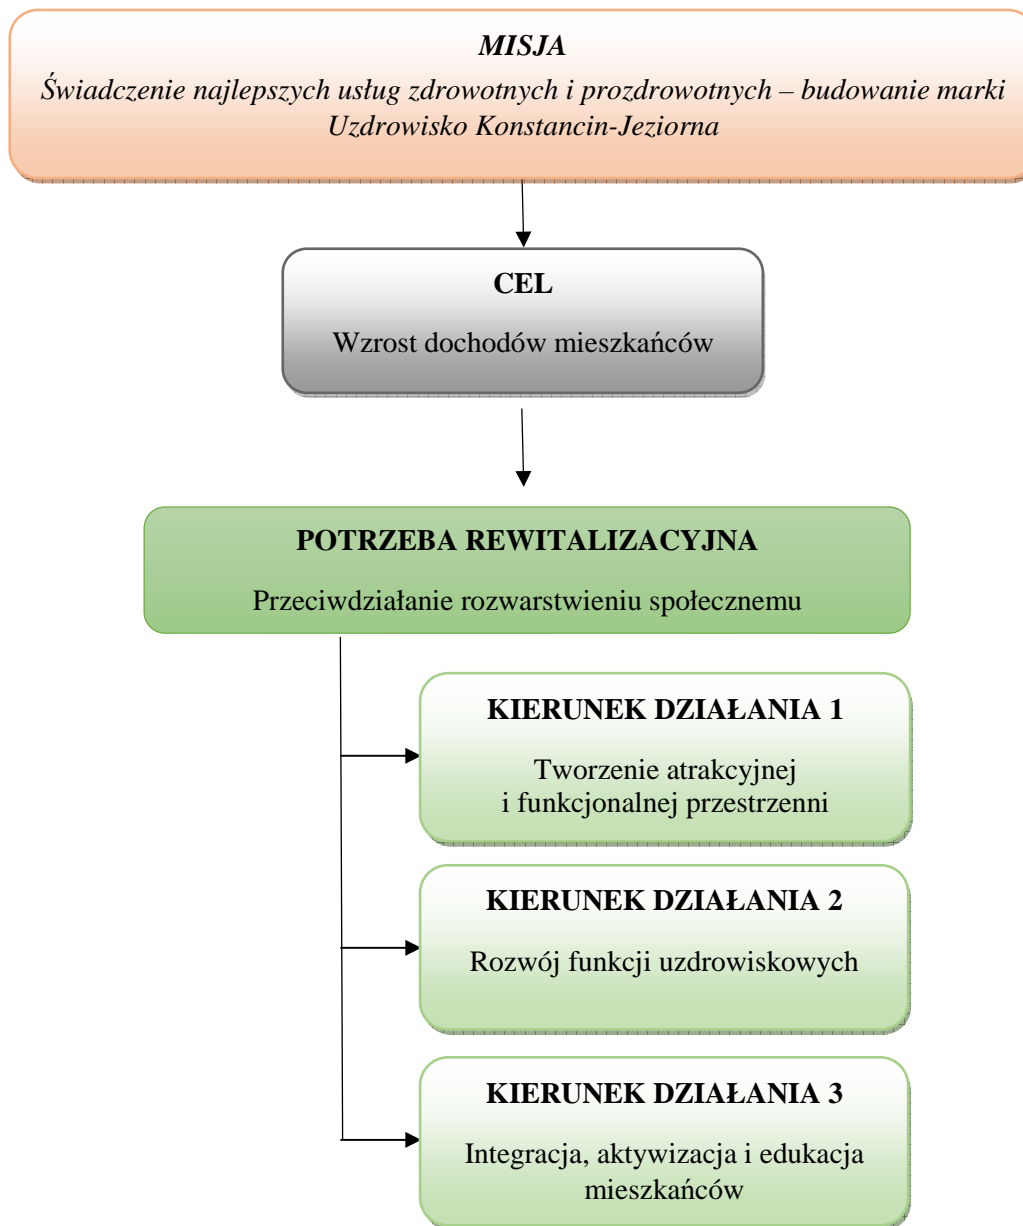 MISJA
Świadczenie najlepszych usług zdrowotnych i prozdrowotnych – budowanie marki
Uzdrowisko Konstancin-Jeziorna
CEL
Wzrost dochodów mieszkańców
POTRZEBA REWITALIZACYJNA
Przeciwdziałanie rozwarstwieniu społecznemu
KIERUNEK DZIAŁANIA 1
Tworzenie atrakcyjnej
i funkcjonalnej przestrzenni
KIERUNEK DZIAŁANIA 2
Rozwój funkcji uzdrowiskowych
KIERUNEK DZIAŁANIA 3
Integracja, aktywizacja i edukacja
mieszkańców